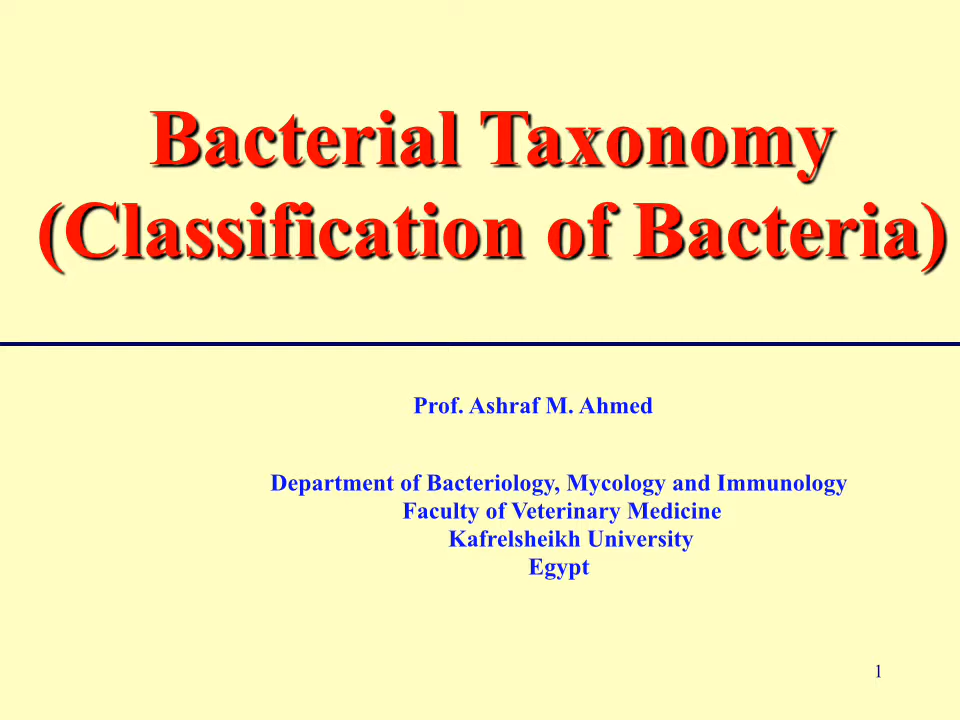 Bacterial Taxonomy
(Classification of Bacteria)
Prof. Ashraf M. Ahmed
Department of Bacteriology, Mycology and Immunology
Faculty of Veterinary Medicine
Kafrelsheikh University
Egypt
1